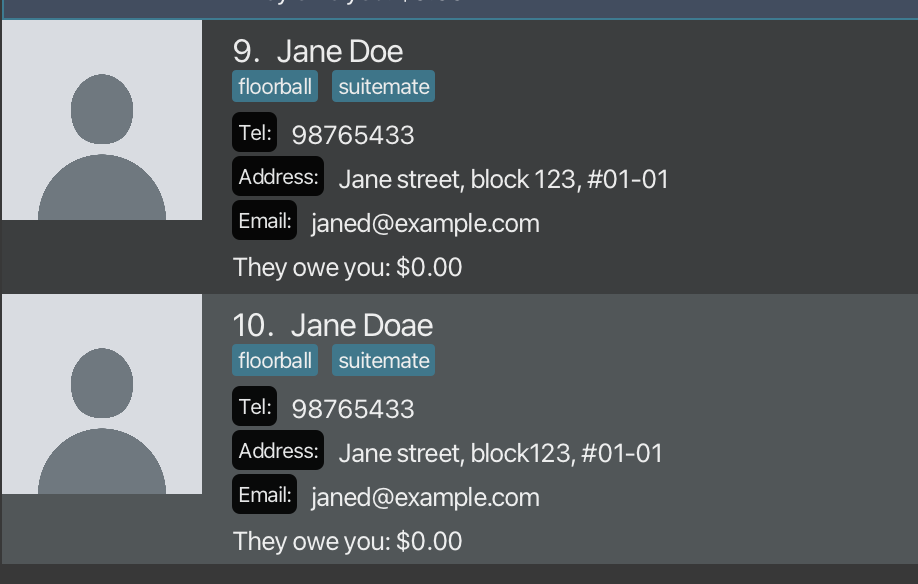 9. Jane Doe
floorball suitemate
Tel: 98765433
Address: Jane street, block 123, #01-01
Email: janed@example.com
They owe you: $0.00
10. Jane Doae
floorball suitemate
Tel: 98765433
Address: Jane street, block123, #01-01
Email: janed@example.com
They owe you: $0.00